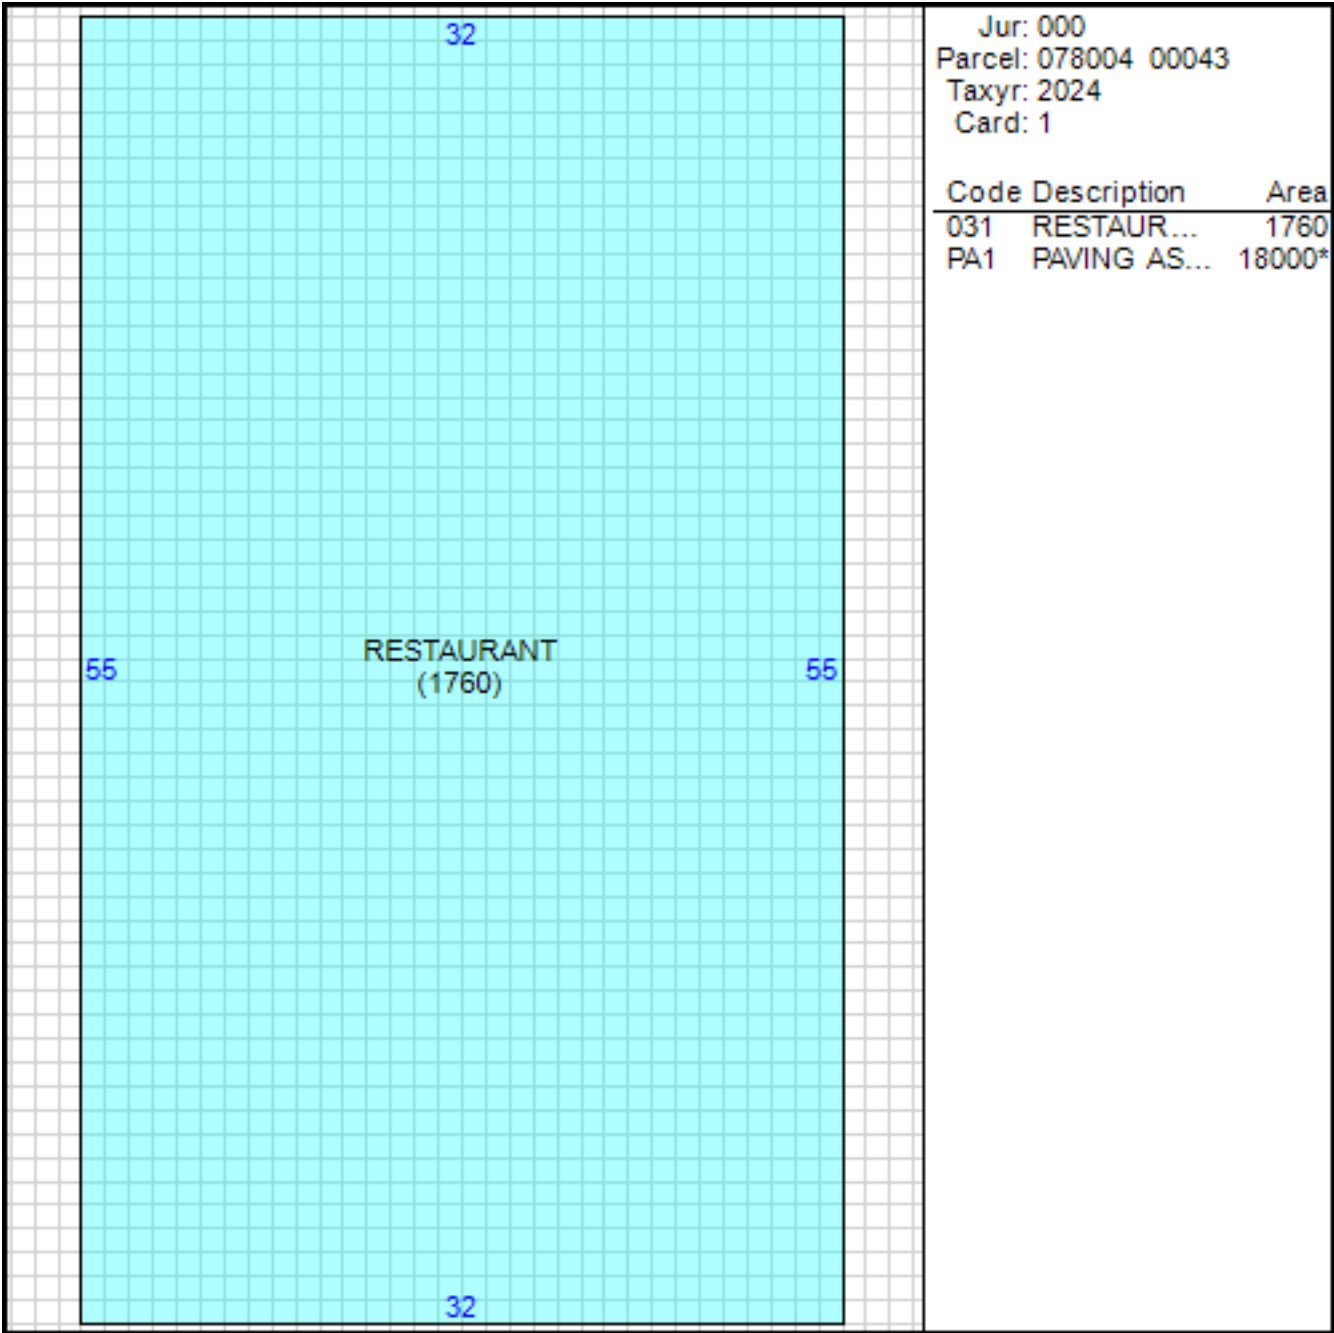 32
55
RESTAURANT
(1760)
55
32
Jur: 000
Parcel: 078004 00043
Taxyr: 2024
Card: 1
Code Description Area
031 RESTAUR... 1760
PA1 PAVING AS... 18000*